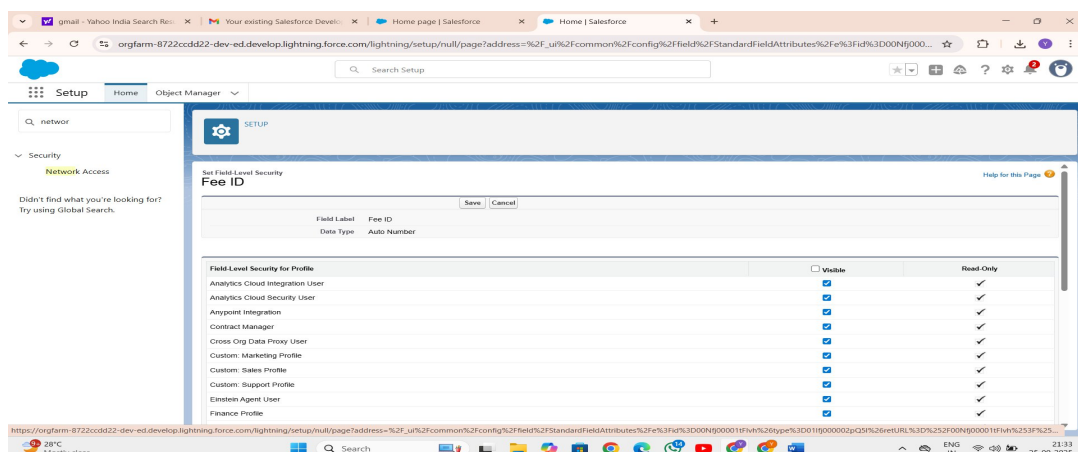 gmail - Yahoo India Search Res
Your existing Salesforce Develo
Home page | Salesforce
Home | Salesforce
orgfarm-8722ccdd22-dev-ed.develop.lightning.force.com/lightning/setup/null/page?address=%2F_ui%2Fcommon%2Fconfig%2Ffield%2FStandardFieldAttributes%2Fe%3Fid%3D00Nfj000...
Search Setup
2
Setup Home Object Manager
networ
SETUP
Security
Network Access
Didn't find what you're looking for?
Try using Global Search.
Set Field-Level Security
Fee ID
Help for this Page
Save Cancel
Field Label Fee ID
Data Type Auto Number
Field-Level Security for Profile Visible Read-Only
Analytics Cloud Integration User
Analytics Cloud Security User
Anypoint Integration
Contract Manager
Cross Org Data Proxy User
Custom: Marketing Profile
Custom: Sales Profile
Custom: Support Profile
Einstein Agent User
Finance Profile
28°C
Search
ENG
21:33